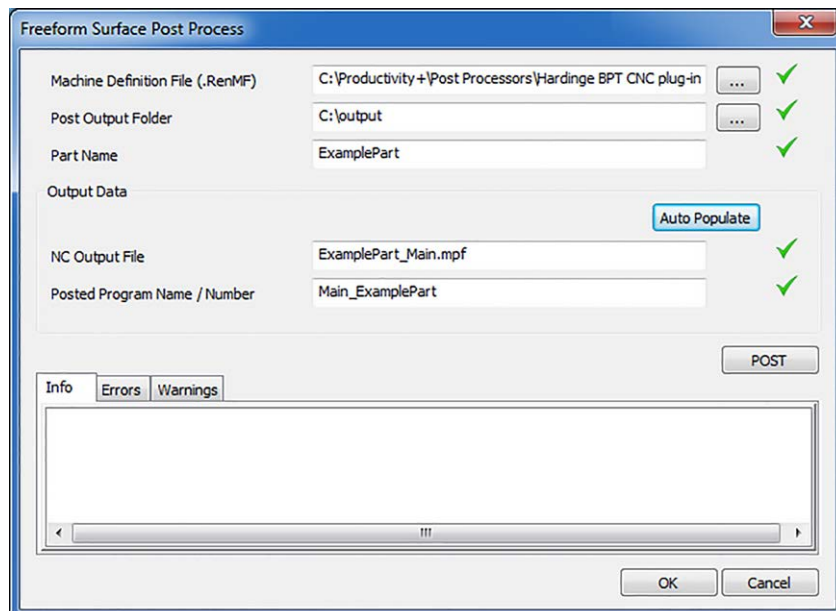 Freeform Surface Post Process
Machine Definition File (.RenMF) C:\Productivity+\Post Processors\Hardinge BPT CNC plug-in ...
Post Output Folder C:\output ...
Part Name ExamplePart
Output Data
Auto Populate
NC Output File ExamplePart_Main.mpf
Posted Program Name / Number Main_ExamplePart
POST
Info Errors Warnings
OK Cancel